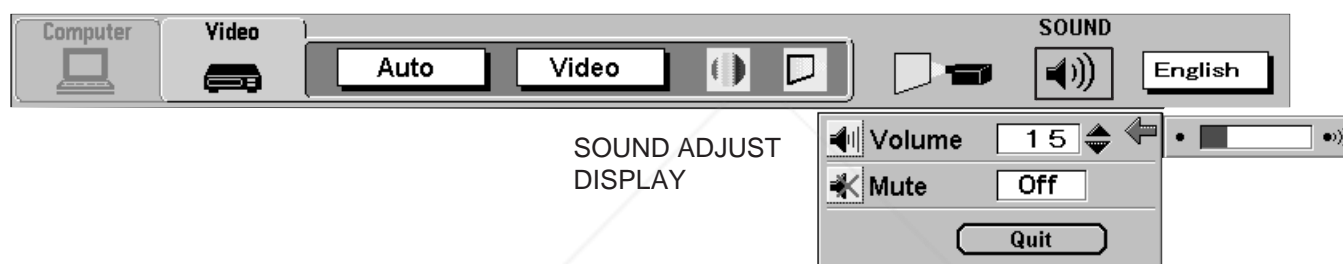 Computer
Video
Auto
Video
SOUND
English
SOUND ADJUST
DISPLAY
Volume 15
Mute Off
Quit